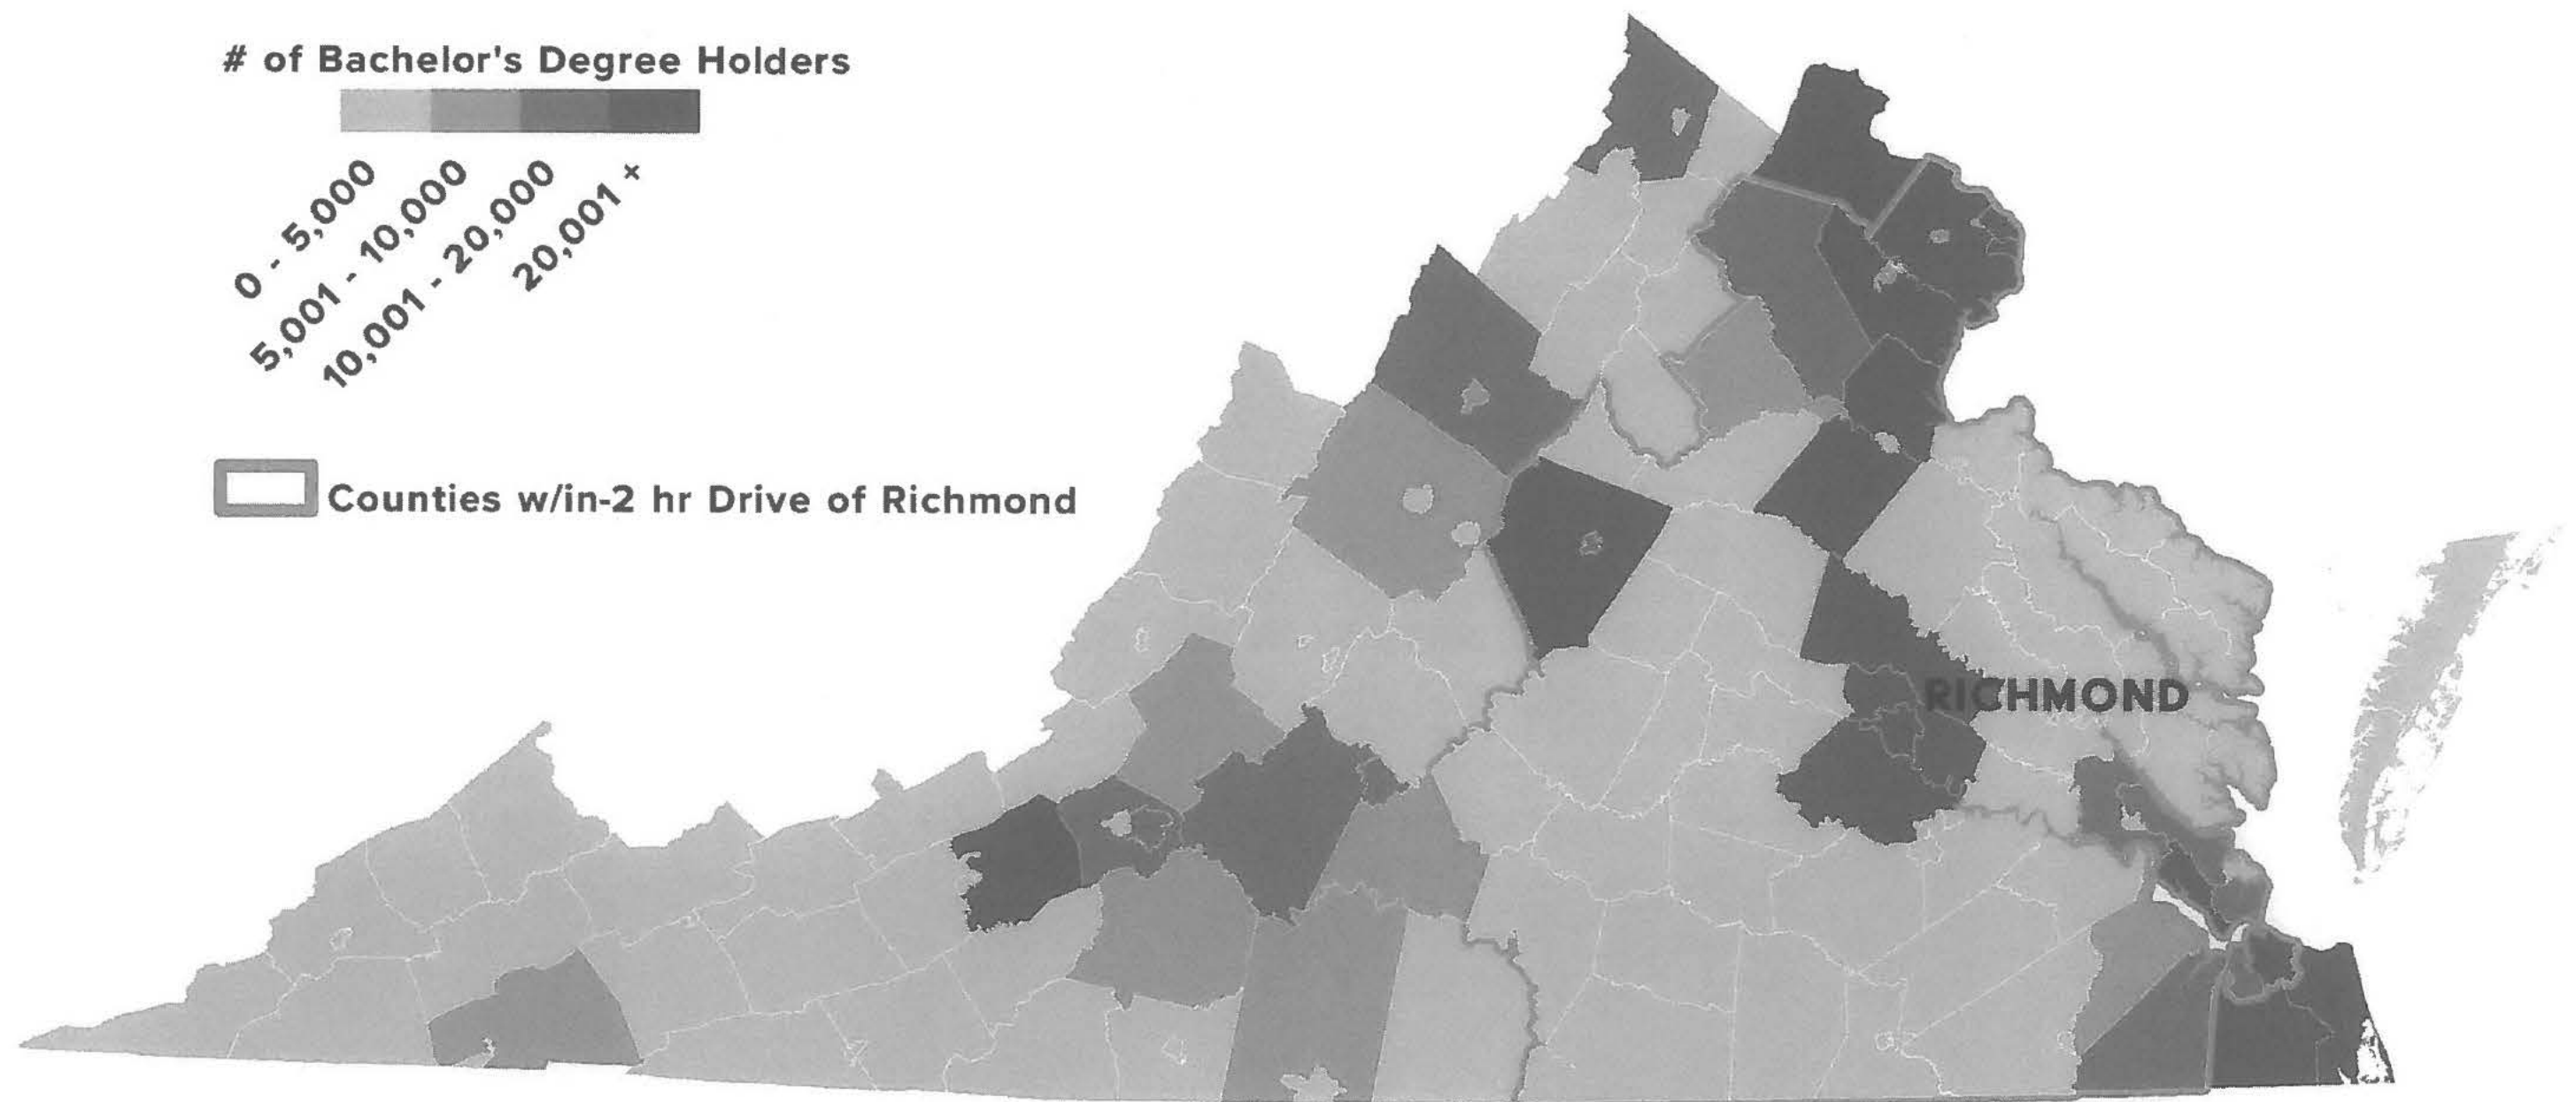 # of Bachelor's Degree Holders
0 - 5,000
5,001 - 10,000
10,001 - 20,000
20,001 +
Counties w/in-2 hr Drive of Richmond
RICHMOND